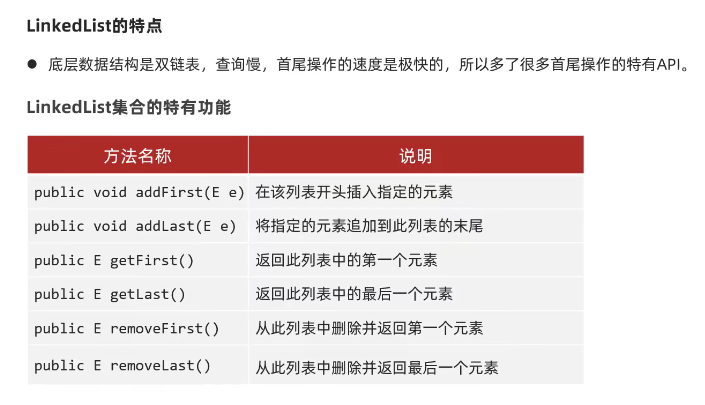 LinkedList的特点
● 底层数据结构是双链表，查询慢，首尾操作的速度是极快的，所以多了很多首尾操作的特有API。
LinkedList集合的特有功能
方法名称 说明
public void addFirst(E e) 在该列表开头插入指定的元素
public void addLast(E e) 将指定的元素追加到此列表的末尾
public E getFirst() 返回此列表中的第一个元素
public E getLast() 返回此列表中的最后一个元素
public E removeFirst() 从此列表中删除并返回第一个元素
public E removeLast() 从此列表中删除并返回最后一个元素